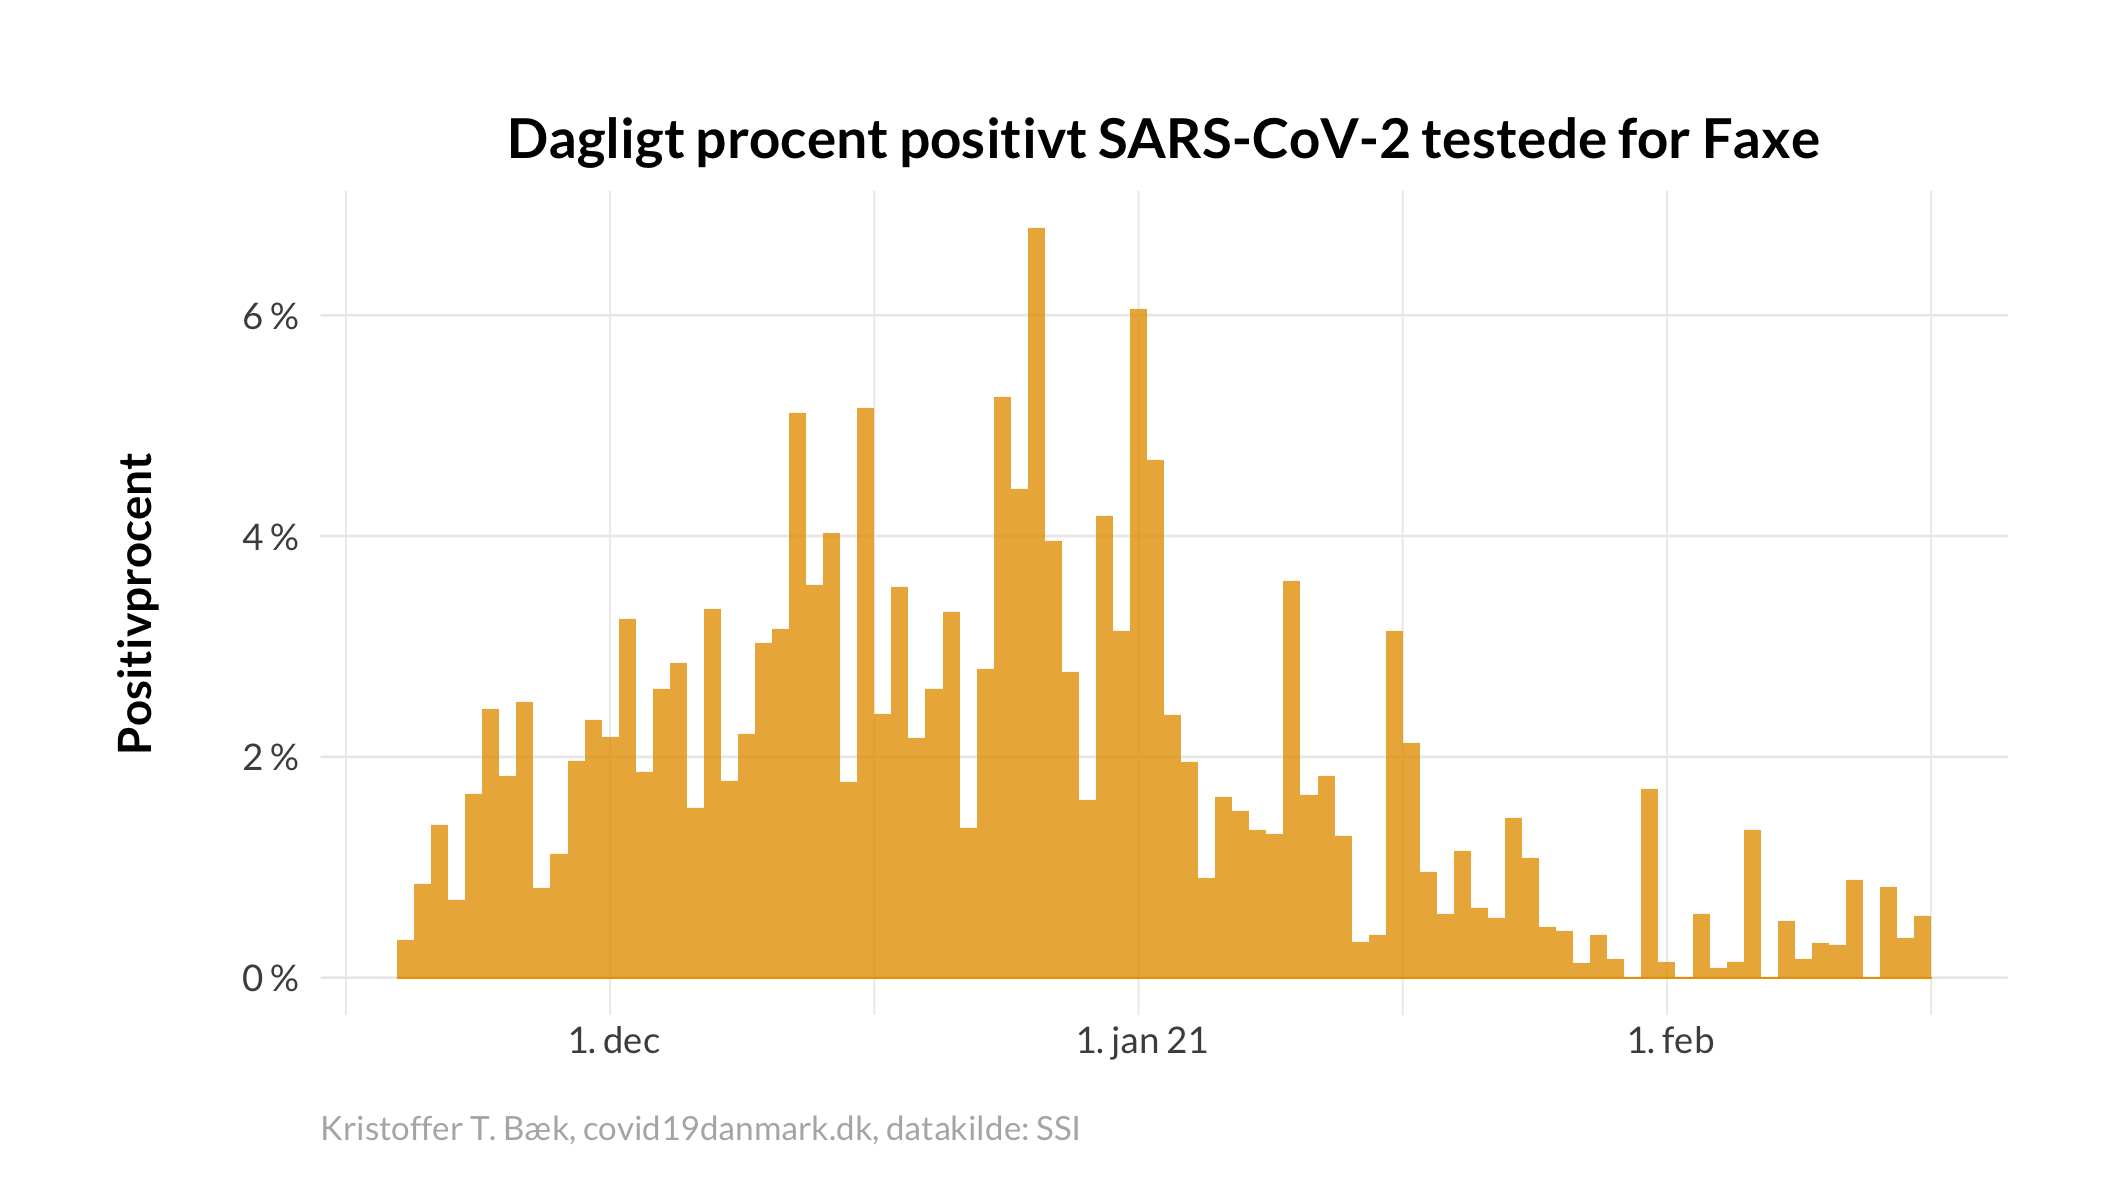 Dagligt procent positivt SARS-CoV-2 testede for Faxe
Positivprocent
6 %
4 %
2 %
0 %
1. dec
1. jan 21
1. feb
Kristoffer T. Bæk, covid19danmark.dk, datakilde: SSI